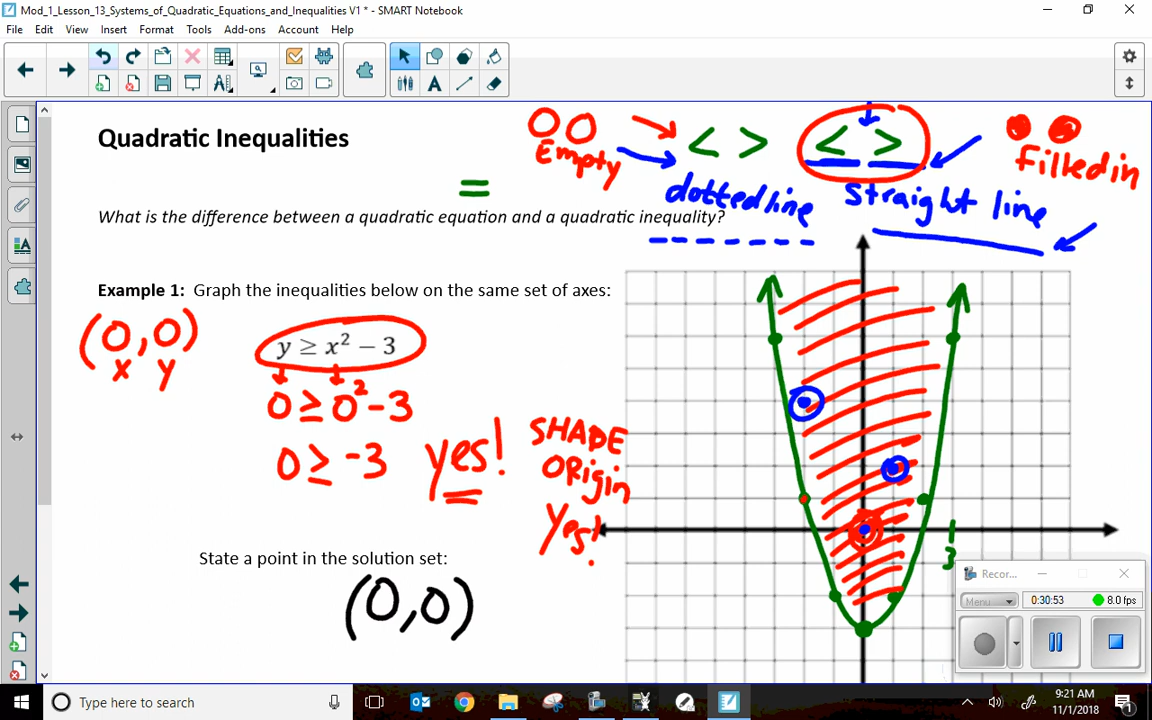 Mod_1_Lesson_13_Systems_of_Quadratic_Equations_and_Inequalities V1 * - SMART Notebook
File Edit View Insert Format Tools Add-ons Account Help
Quadratic Inequalities
Empty
< >
< >
Filled in
=
dotted line
straight line
What is the difference between a quadratic equation and a quadratic inequality?
Example 1: Graph the inequalities below on the same set of axes:
(0,0)
x y
y ≥ x² − 3
0 ≥ 0² - 3
0 ≥ -3 yes!
SHADE
ORigin
Yes!
3
State a point in the solution set:
(0,0)
Recor...
Menu
0:30:53
8.0 fps
Type here to search
9:21 AM
11/1/2018
1